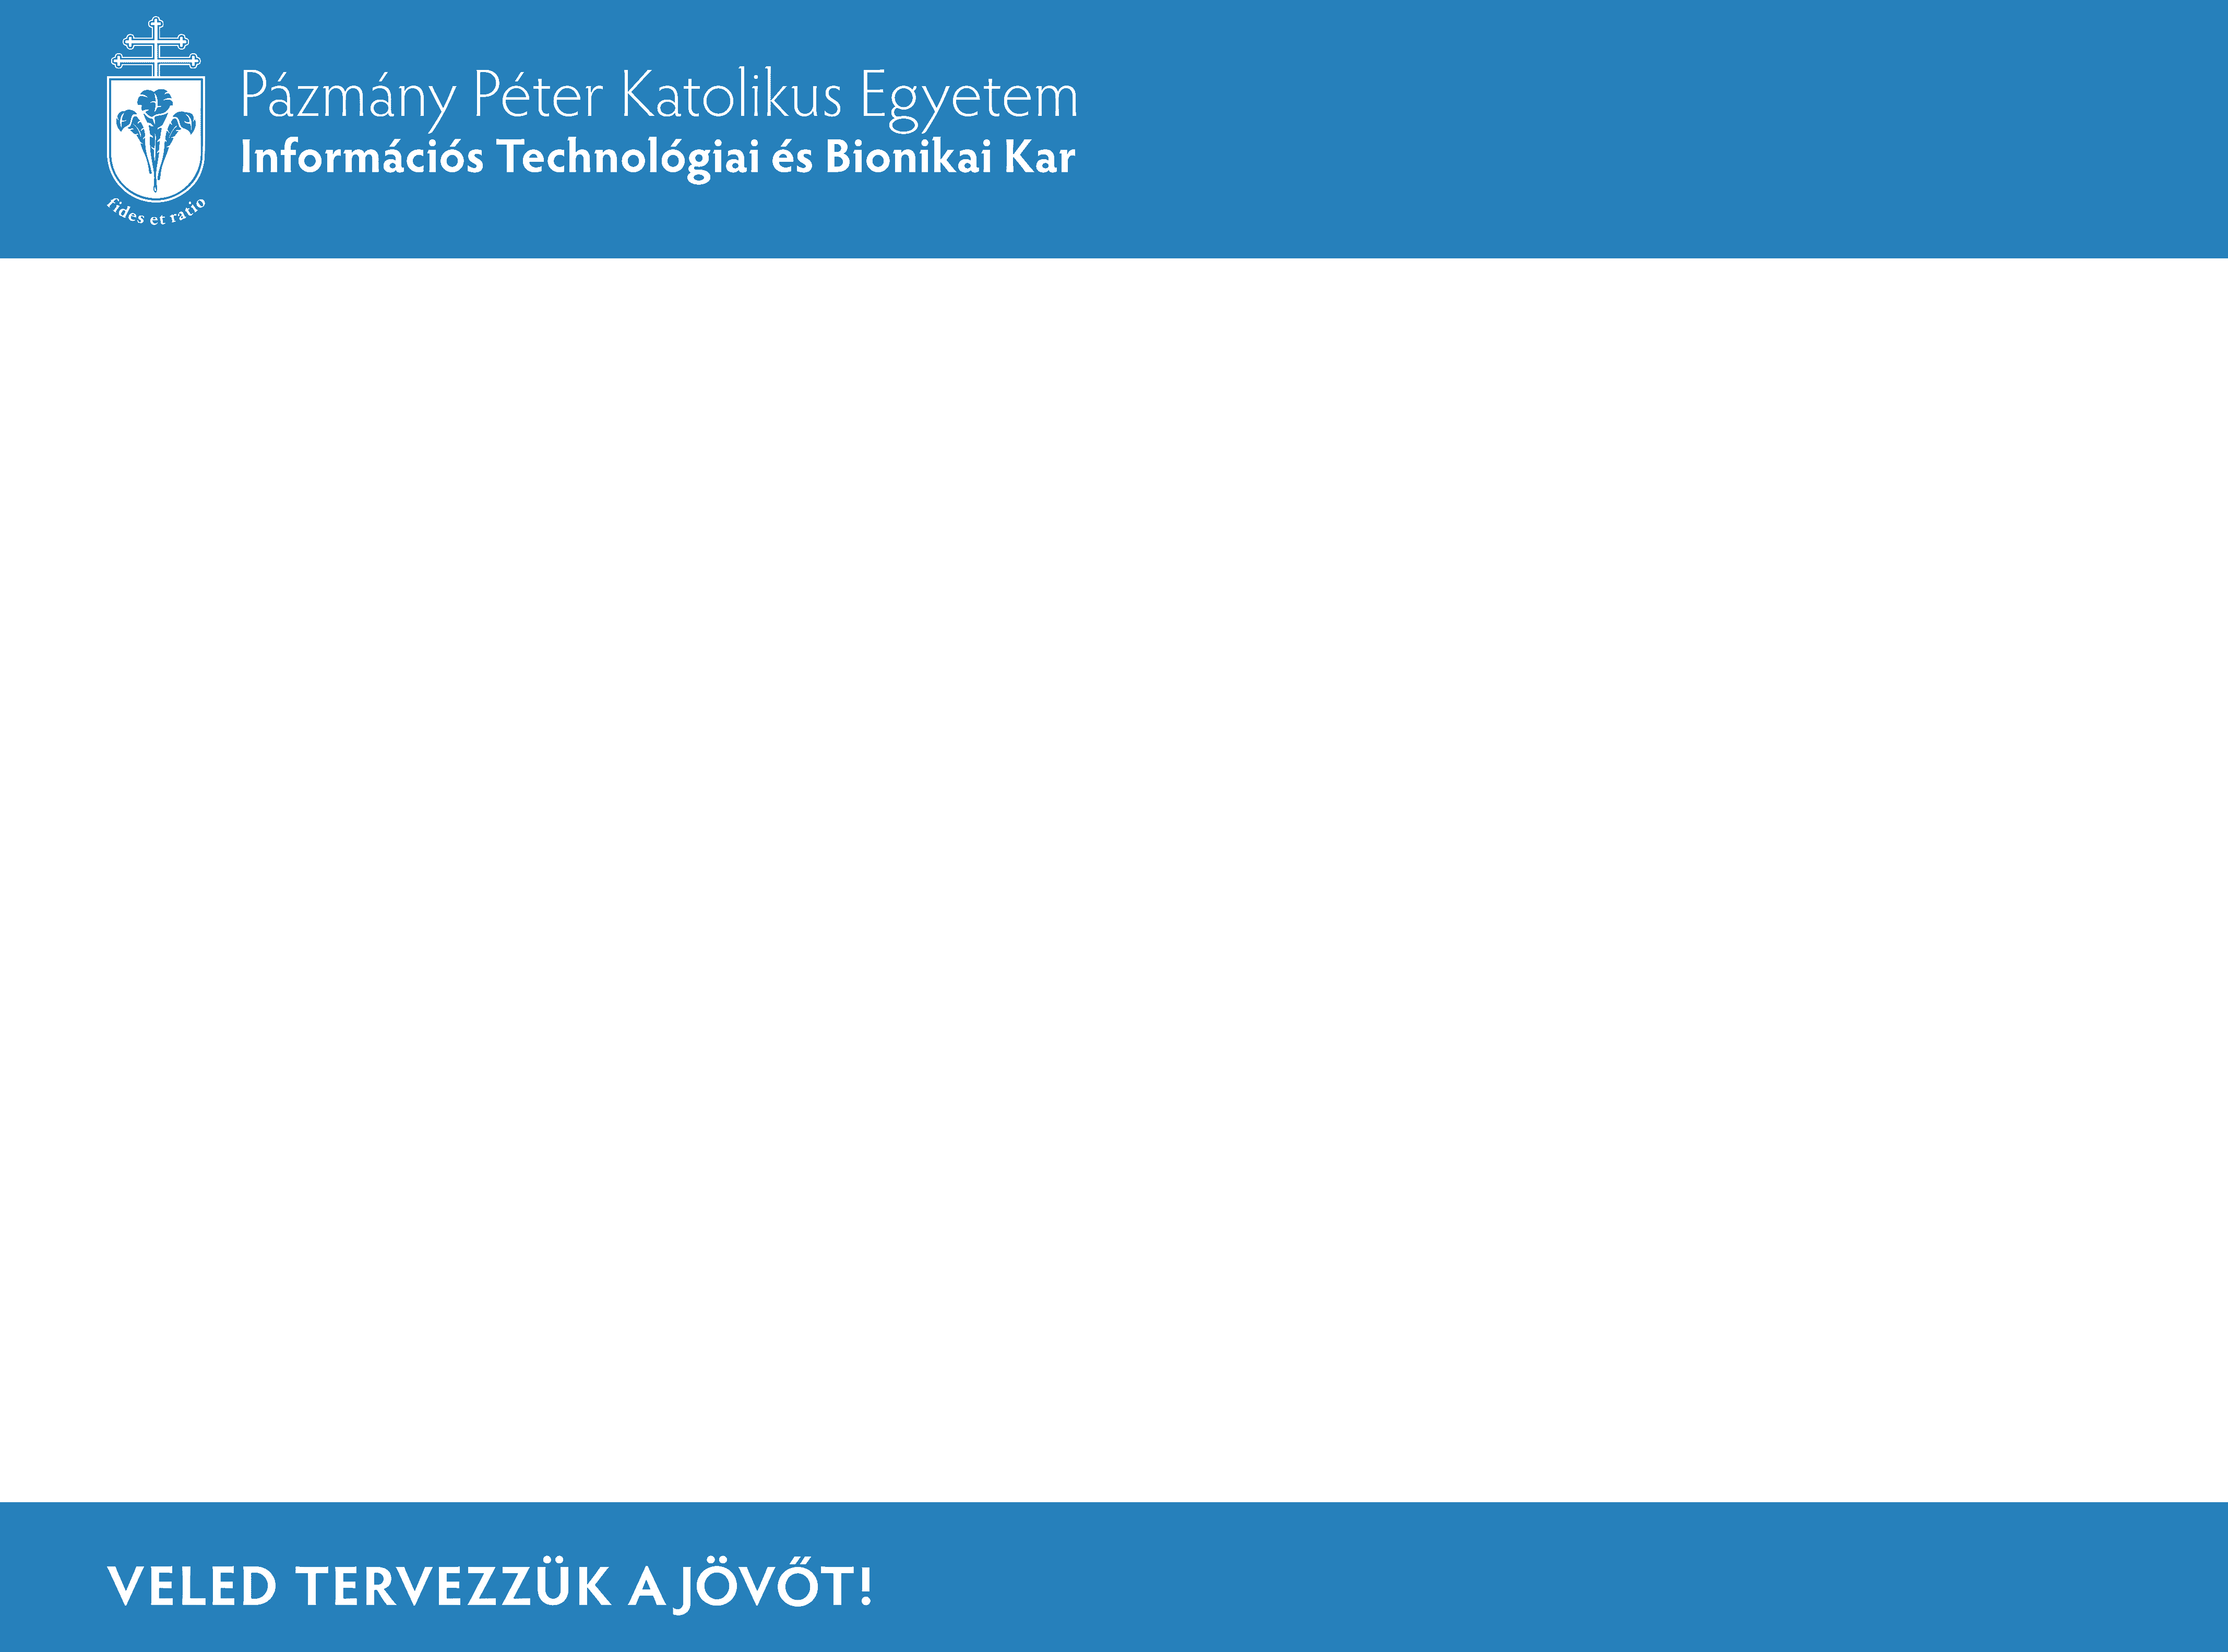 Pázmány Péter Katolikus Egyetem
Információs Technológiai és Bionikai Kar
fides et ratio
VELED TERVEZZÜK A JÖVŐT!